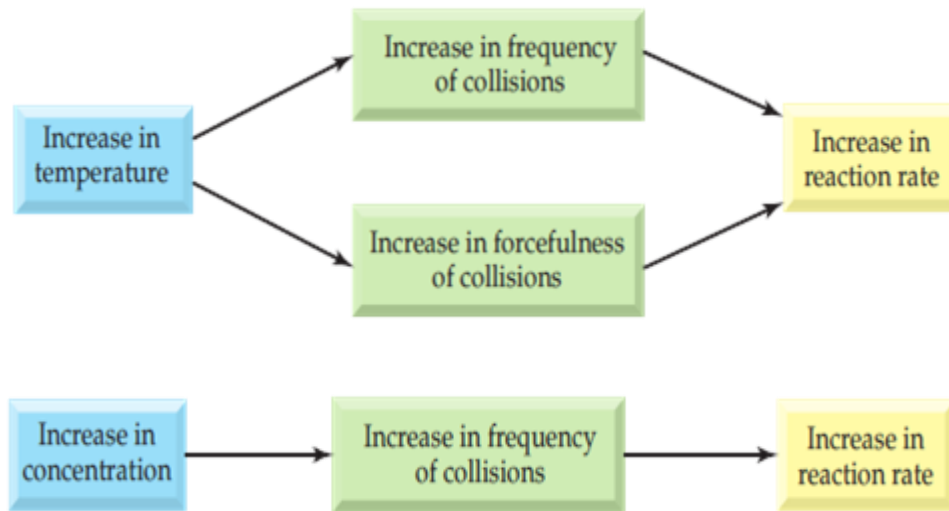 Increase in frequency
of collisions
Increase in
temperature
Increase in
reaction rate
Increase in forcefulness
of collisions
Increase in
concentration
Increase in frequency
of collisions
Increase in
reaction rate